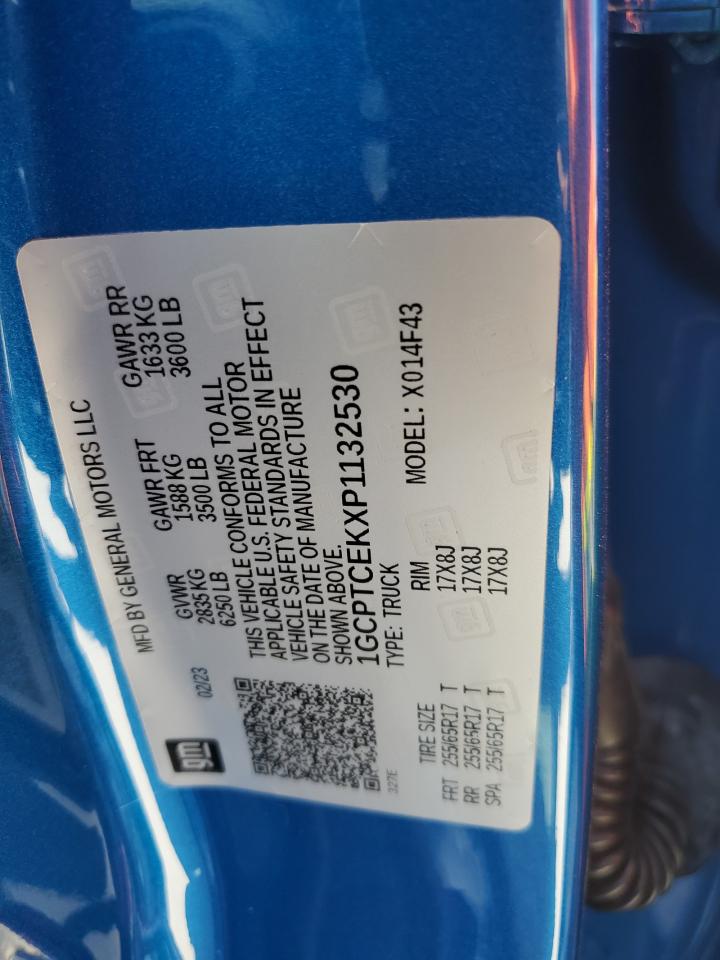 gm
MFD BY GENERAL MOTORS LLC
02/23
GVWR GAWR FRT GAWR RR
2835 KG 1588 KG 1633 KG
6250 LB 3500 LB 3600 LB
THIS VEHICLE CONFORMS TO ALL
APPLICABLE U.S. FEDERAL MOTOR
VEHICLE SAFETY STANDARDS IN EFFECT
ON THE DATE OF MANUFACTURE
SHOWN ABOVE.
1GCPTCEKXP1132530
TYPE: TRUCK MODEL: X014F43
327E
TIRE SIZE RIM
FRT 255/65R17 T 17X8J
RR 255/65R17 T 17X8J
SPA 255/65R17 T 17X8J